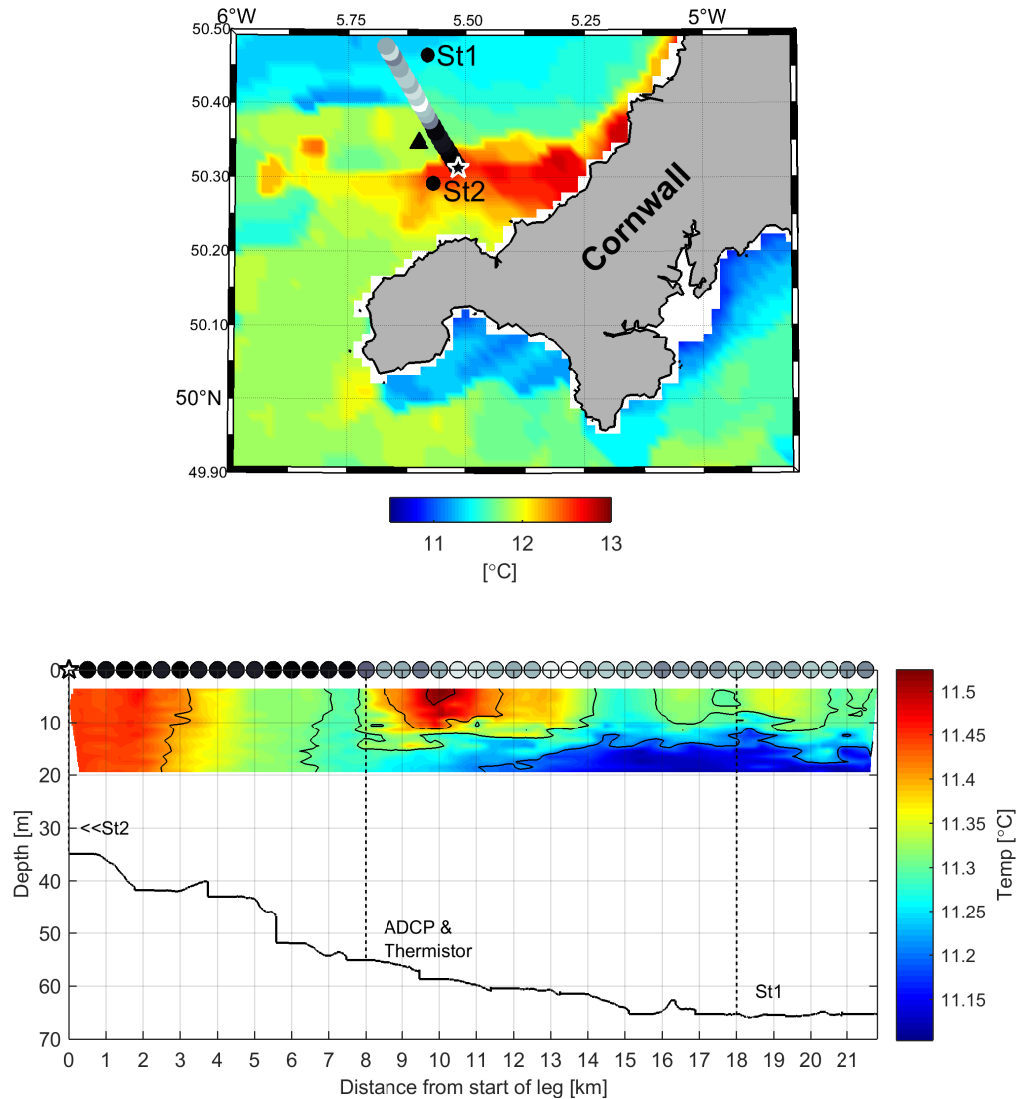 6°W 5.75 5.50 5.25 5°W
50.50
50.40
50.30
50.20
50.10
50°N
49.90
St1
St2
Cornwall
11 12 13
[°C]
0
10
20
30
40
50
60
70
Depth [m]
<<St2
ADCP &
Thermistor
St1
0 1 2 3 4 5 6 7 8 9 10 11 12 13 14 15 16 17 18 19 20 21
Distance from start of leg [km]
11.5
11.45
11.4
11.35
11.3
11.25
11.2
11.15
Temp [°C]